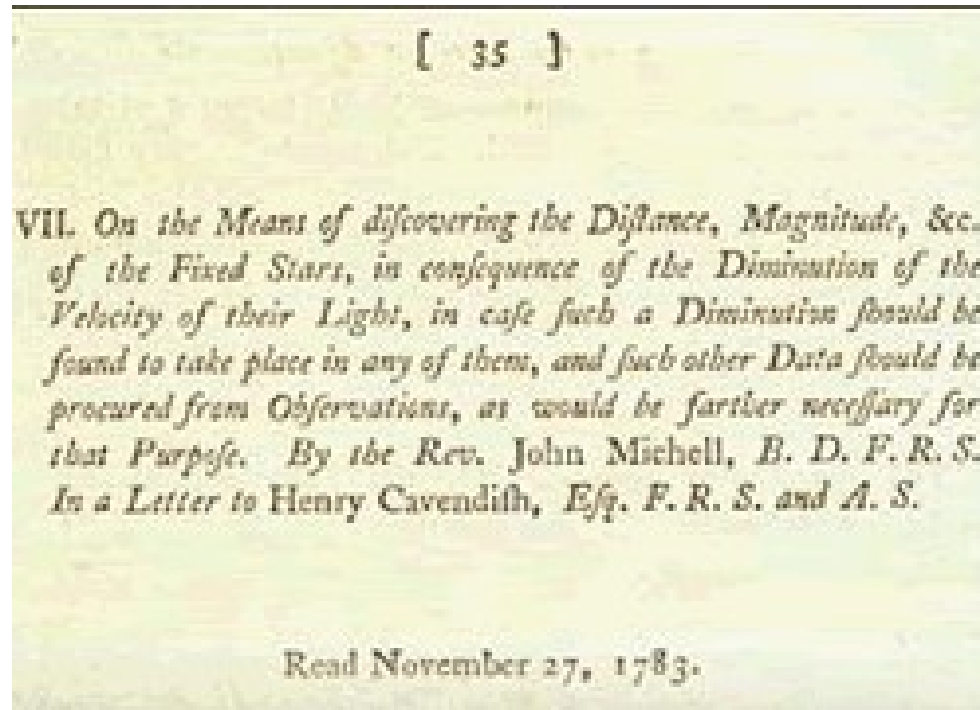 [ 35 ]
VII. On the Means of diſcovering the Diſtance, Magnitude, &c.
of the Fixed Stars, in conſequence of the Diminution of the
Velocity of their Light, in caſe ſuch a Diminution ſhould be
found to take place in any of them, and ſuch other Data ſhould be
procured from Obſervations, as would be farther neceſſary for
that Purpoſe. By the Rev. John Michell, B. D. F. R. S.
In a Letter to Henry Cavendiſh, Eſq. F. R. S. and A. S.
Read November 27, 1783.